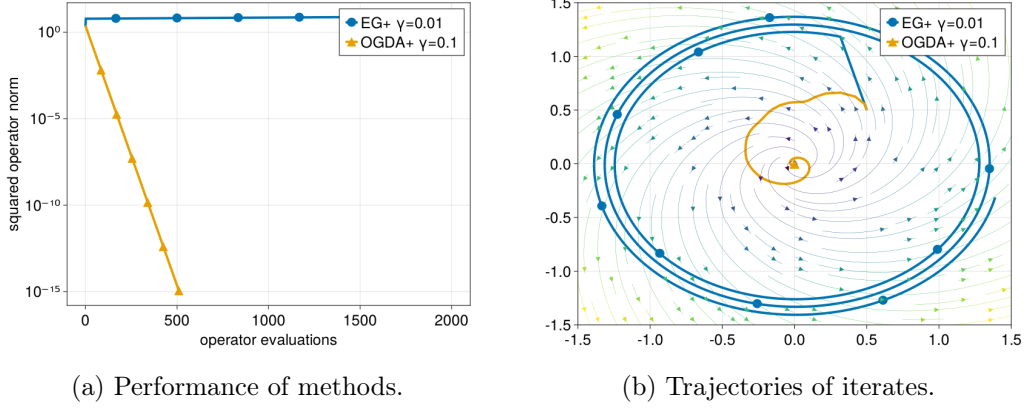 EG+ γ=0.01
OGDA+ γ=0.1
squared operator norm
10⁰
10⁻⁵
10⁻¹⁰
10⁻¹⁵
0 500 1000 1500 2000
operator evaluations
(a) Performance of methods.
EG+ γ=0.01
OGDA+ γ=0.1
1.5
1.0
0.5
0.0
-0.5
-1.0
-1.5
-1.5 -1.0 -0.5 0.0 0.5 1.0 1.5
(b) Trajectories of iterates.